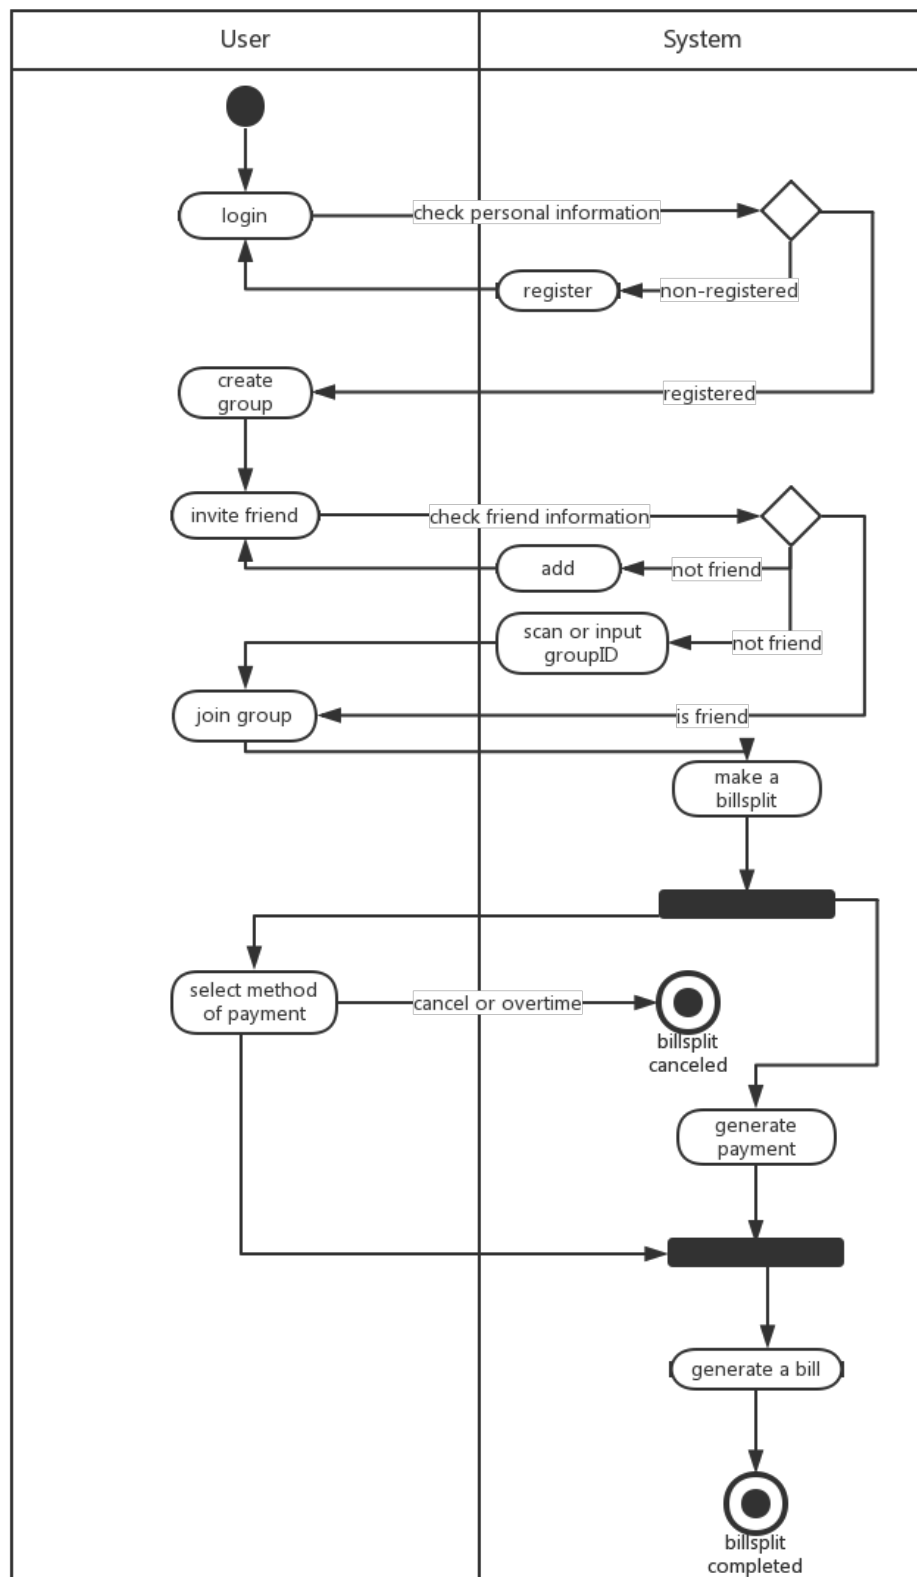 User
System
login
check personal information
register
non-registered
create
group
registered
invite friend
check friend information
add
not friend
scan or input
groupID
not friend
join group
is friend
make a
billsplit
select method
of payment
cancel or overtime
billsplit
canceled
generate
payment
generate a bill
billsplit
completed